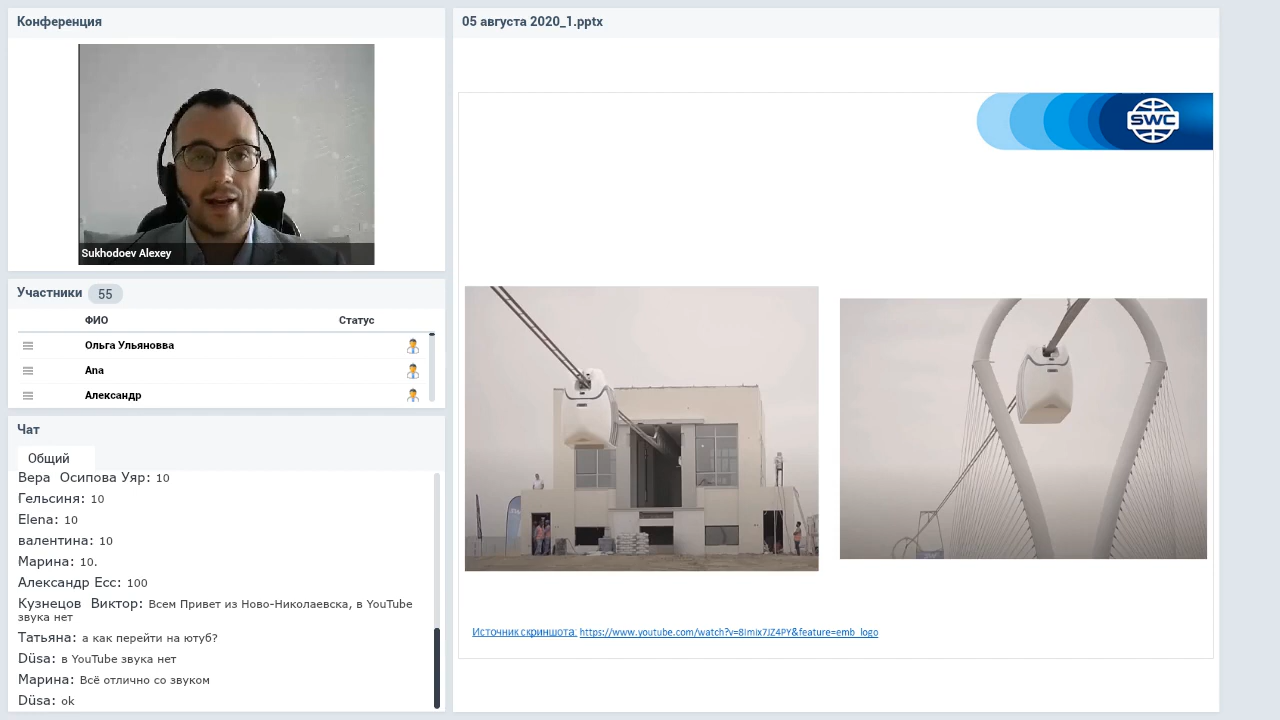 Конференция
Sukhodoev Alexey
Участники 55
ФИО Статус
Ольга Ульяновва
Ana
Александр
Чат
Общий
Вера Осипова Уяр: 10
Гельсиня: 10
Elena: 10
валентина: 10
Марина: 10.
Александр Есс: 100
Кузнецов Виктор: Всем Привет из Ново-Николаевска, в YouTube
звука нет
Татьяна: а как перейти на ютуб?
Düsa: в YouTube звука нет
Марина: Всё отлично со звуком
Düsa: ok
05 августа 2020_1.pptx
SWC
Источник скриншота: https://www.youtube.com/watch?v=8Imix7JZ4PY&feature=emb_logo